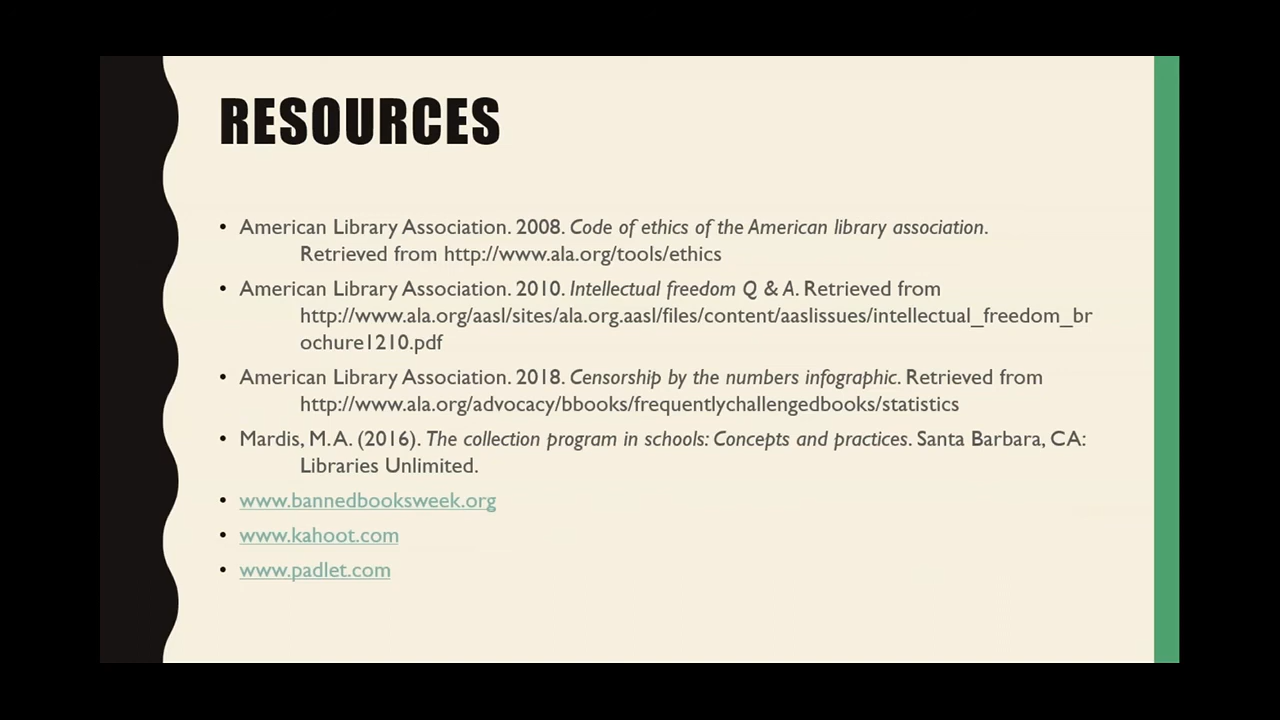 RESOURCES
• American Library Association. 2008. Code of ethics of the American library association.
Retrieved from http://www.ala.org/tools/ethics
• American Library Association. 2010. Intellectual freedom Q & A. Retrieved from
http://www.ala.org/aasl/sites/ala.org.aasl/files/content/aaslissues/intellectual_freedom_br
ochure1210.pdf
• American Library Association. 2018. Censorship by the numbers infographic. Retrieved from
http://www.ala.org/advocacy/bbooks/frequentlychallengedbooks/statistics
• Mardis, M.A. (2016). The collection program in schools: Concepts and practices. Santa Barbara, CA:
Libraries Unlimited.
• www.bannedbooksweek.org
• www.kahoot.com
• www.padlet.com